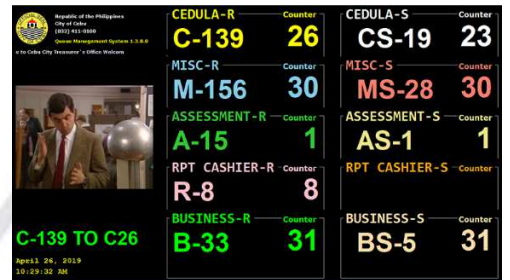 Republic of the Philippines
City of Cebu
(032) 411-0100
Queue Management System 1.3.0.0
e to Cebu City Treasurer's Office Welcom
C-139 TO C26
April 26, 2019
10:29:32 AM
CEDULA-R Counter
C-139 26
MISC-R Counter
M-156 30
ASSESSMENT-R Counter
A-15 1
RPT CASHIER-R Counter
R-8 8
BUSINESS-R Counter
B-33 31
CEDULA-S Counter
CS-19 23
MISC-S Counter
MS-28 30
ASSESSMENT-S Counter
AS-1 1
RPT CASHIER-S Counter
BUSINESS-S Counter
BS-5 31